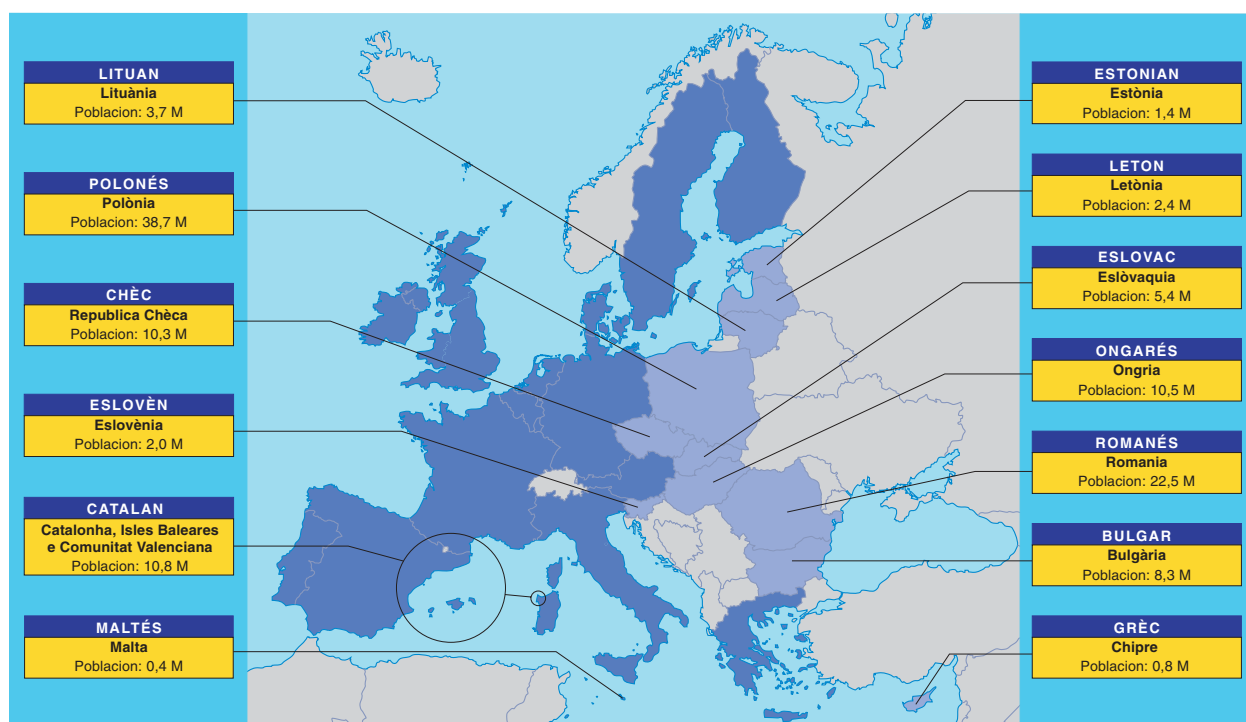 LITUAN
Lituània
Poblacion: 3,7 M
POLONÉS
Polònia
Poblacion: 38,7 M
CHÈC
Republica Chèca
Poblacion: 10,3 M
ESLOVÈN
Eslovènia
Poblacion: 2,0 M
CATALAN
Catalonha, Isles Baleares
e Comunitat Valenciana
Poblacion: 10,8 M
MALTÉS
Malta
Poblacion: 0,4 M
ESTONIAN
Estònia
Poblacion: 1,4 M
LETON
Letònia
Poblacion: 2,4 M
ESLOVAC
Eslòvaquia
Poblacion: 5,4 M
ONGARÉS
Ongria
Poblacion: 10,5 M
ROMANÉS
Romania
Poblacion: 22,5 M
BULGAR
Bulgària
Poblacion: 8,3 M
GRÈC
Chipre
Poblacion: 0,8 M